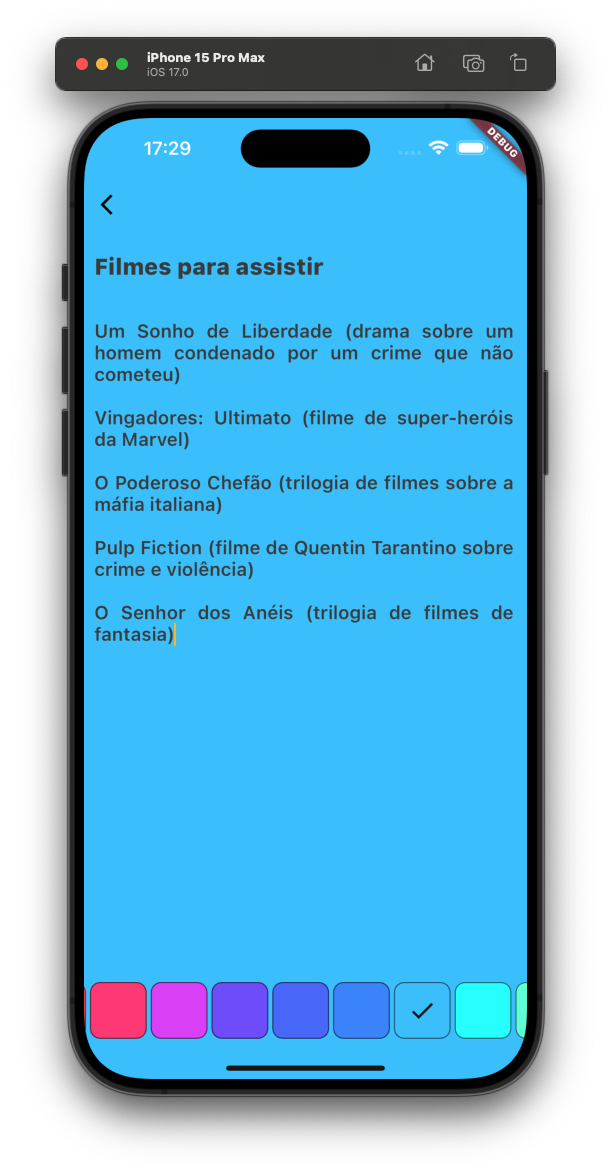 iPhone 15 Pro Max
iOS 17.0
17:29
DEBUG
Filmes para assistir
Um Sonho de Liberdade (drama sobre um
homem condenado por um crime que não
cometeu)
Vingadores: Ultimato (filme de super-heróis
da Marvel)
O Poderoso Chefão (trilogia de filmes sobre a
máfia italiana)
Pulp Fiction (filme de Quentin Tarantino sobre
crime e violência)
O Senhor dos Anéis (trilogia de filmes de
fantasia)